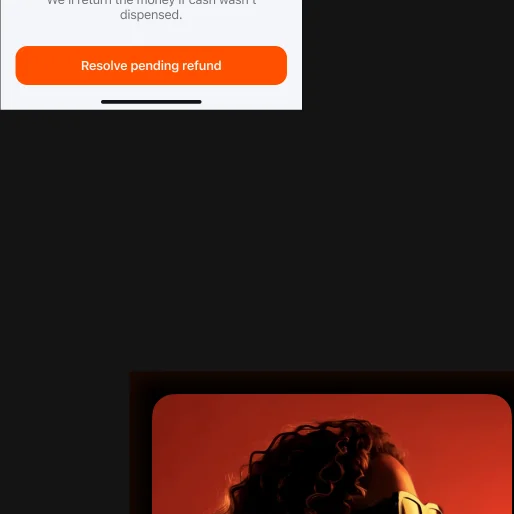 We'll return the money if cash wasn't
dispensed.
Resolve pending refund